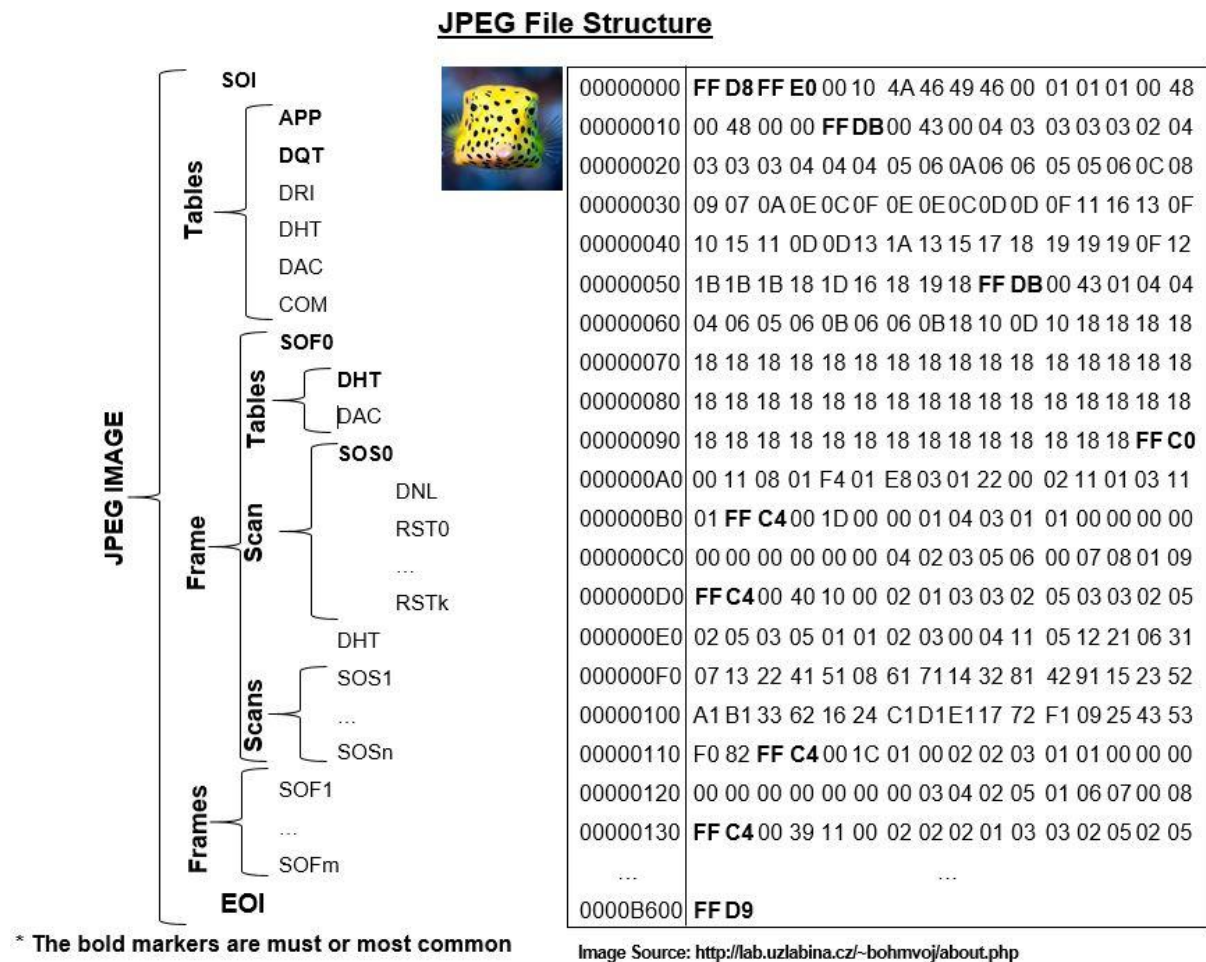 JPEG File Structure
JPEG IMAGE
SOI
Tables
APP
DQT
DRI
DHT
DAC
COM
Frame
SOF0
Tables
DHT
DAC
Scan
SOS0
DNL
RST0
...
RSTk
DHT
Scans
SOS1
...
SOSn
Frames
SOF1
...
SOFm
EOI
* The bold markers are must or most common
00000000 FF D8 FF E0 00 10 4A 46 49 46 00 01 01 01 00 48
00000010 00 48 00 00 FF DB 00 43 00 04 03 03 03 03 02 04
00000020 03 03 03 04 04 04 05 06 0A 06 06 05 05 06 0C 08
00000030 09 07 0A 0E 0C 0F 0E 0E 0C 0D 0D 0F 11 16 13 0F
00000040 10 15 11 0D 0D 13 1A 13 15 17 18 19 19 19 0F 12
00000050 1B 1B 1B 18 1D 16 18 19 18 FF DB 00 43 01 04 04
00000060 04 06 05 06 0B 06 06 0B 18 10 0D 10 18 18 18 18
00000070 18 18 18 18 18 18 18 18 18 18 18 18 18 18 18 18
00000080 18 18 18 18 18 18 18 18 18 18 18 18 18 18 18 18
00000090 18 18 18 18 18 18 18 18 18 18 18 18 18 18 FF C0
000000A0 00 11 08 01 F4 01 E8 03 01 22 00 02 11 01 03 11
000000B0 01 FF C4 00 1D 00 00 01 04 03 01 01 00 00 00 00
000000C0 00 00 00 00 00 00 04 02 03 05 06 00 07 08 01 09
000000D0 FF C4 00 40 10 00 02 01 03 03 02 05 03 03 02 05
000000E0 02 05 03 05 01 01 02 03 00 04 11 05 12 21 06 31
000000F0 07 13 22 41 51 08 61 71 14 32 81 42 91 15 23 52
00000100 A1 B1 33 62 16 24 C1 D1 E1 17 72 F1 09 25 43 53
00000110 F0 82 FF C4 00 1C 01 00 02 02 03 01 01 00 00 00
00000120 00 00 00 00 00 00 00 03 04 02 05 01 06 07 00 08
00000130 FF C4 00 39 11 00 02 02 02 01 03 03 02 05 02 05
... ...
0000B600 FF D9
Image Source: http://lab.uzlabina.cz/~bohmvoj/about.php